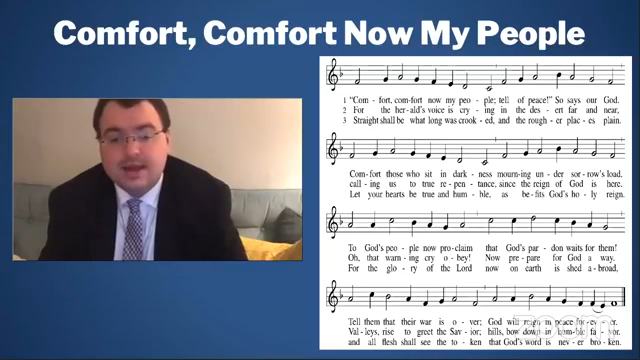 Comfort, Comfort Now My People
F G A G F E D C F G A B A G F
1 “Com - fort, com-fort now my peo - ple; tell of peace!” So says our God.
2 For the her-ald’s voice is cry - ing in the des - ert far and near,
3 Straight shall be what long was crook - ed, and the rough - er plac - es plain.
F G A G F E D C F G A B A G F
Com-fort those who sit in dark - ness mourn-ing un - der sor-row’s load.
call - ing us to true re - pen - tance, since the reign of God is here.
Let your hearts be true and hum - ble, as be - fits God’s ho - ly reign.
To God’s peo - ple now pro-claim that God’s par - don waits for them!
Oh, that warn-ing cry o - bey! Now pre - pare for God a way.
For the glo - ry of the Lord now on earth is shed a - broad,
Tell them that their war is o - ver; God will reign in peace for-ev - er.
Val - leys, rise to greet the Sav - ior; hills, bow down in hum-ble fa - vor.
and all flesh shall see the to - ken that God’s word is nev - er bro - ken.
zoom